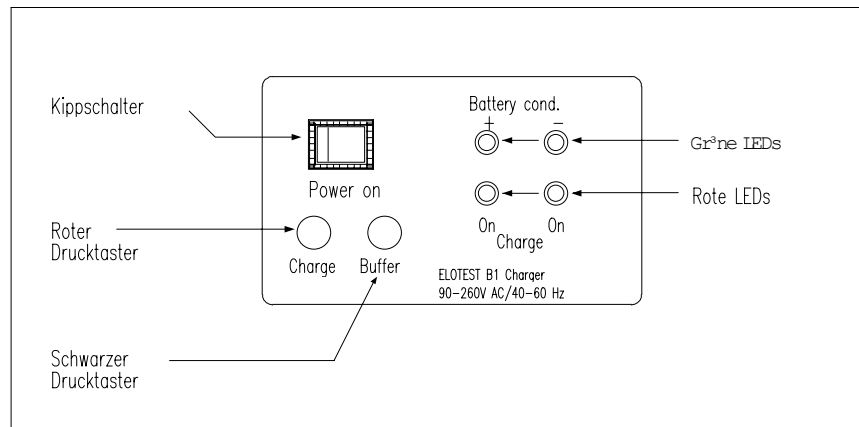 Kippschalter
Battery cond.
+ −
Gr³ne lEDs
Power on
Rote LEDs
Roter
Drucktaster
On On
Charge
Charge Buffer
ELOTEST B1 Charger
90-260V AC/40-60 Hz
Schwarzer
Drucktaster